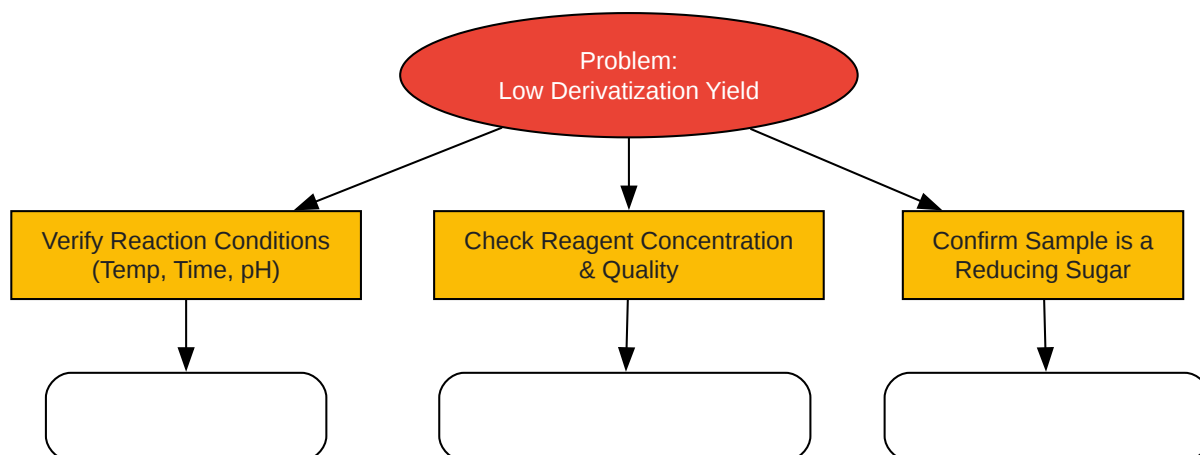 Problem:
Low Derivatization Yield
Verify Reaction Conditions
(Temp, Time, pH)
Check Reagent Concentration
& Quality
Confirm Sample is a
Reducing Sugar